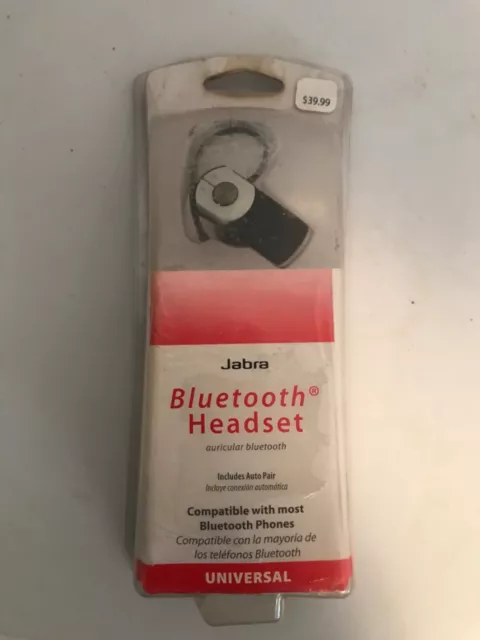 $39.99
Jabra
Bluetooth®
Headset
auricular bluetooth
Includes Auto Pair
Incluye conexión automática
Compatible with most
Bluetooth Phones
Compatible con la mayoría de
los teléfonos Bluetooth
UNIVERSAL